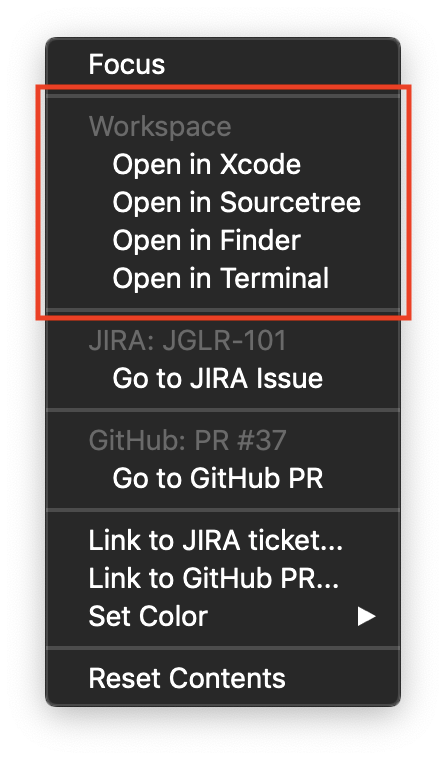 Focus
Workspace
Open in Xcode
Open in Sourcetree
Open in Finder
Open in Terminal
JIRA: JGLR-101
Go to JIRA Issue
GitHub: PR #37
Go to GitHub PR
Link to JIRA ticket...
Link to GitHub PR...
Set Color
Reset Contents